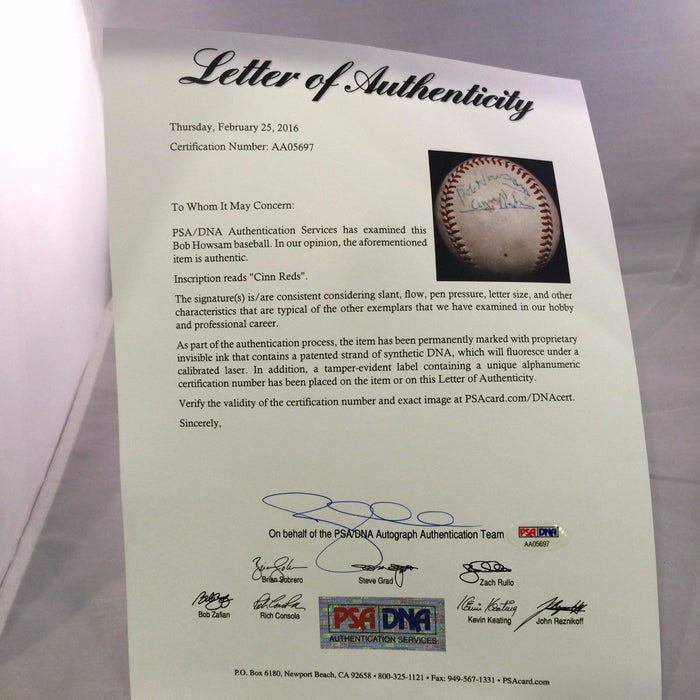 Letter of Authenticity
Thursday, February 25, 2016
Certification Number: AA05697
Bob Howsam
Cinn Reds
To Whom It May Concern:
PSA/DNA Authentication Services has examined this
Bob Howsam baseball. In our opinion, the aforementioned
item is authentic.
Inscription reads "Cinn Reds".
The signature(s) is/are consistent considering slant, flow, pen pressure, letter size, and other
characteristics that are typical of the other exemplars that we have examined in our hobby
and professional career.
As part of the authentication process, the item has been permanently marked with proprietary
invisible ink that contains a patented strand of synthetic DNA, which will fluoresce under a
calibrated laser. In addition, a tamper-evident label containing a unique alphanumeric
certification number has been placed on the item or on this Letter of Authenticity.
Verify the validity of the certification number and exact image at PSAcard.com/DNAcert.
Sincerely,
On behalf of the PSA/DNA Autograph Authentication Team
PSA DNA
AA05697
Brian Sobrero
Steve Grad
Zach Rullo
Bob Zafian
Rich Consola
Kevin Keating
Kevin Keating
John Reznikoff
PSA DNA
AUTHENTICATION SERVICES
P.O. Box 6180, Newport Beach, CA 92658 • 800-325-1121 • Fax: 949-567-1331 • PSAcard.com